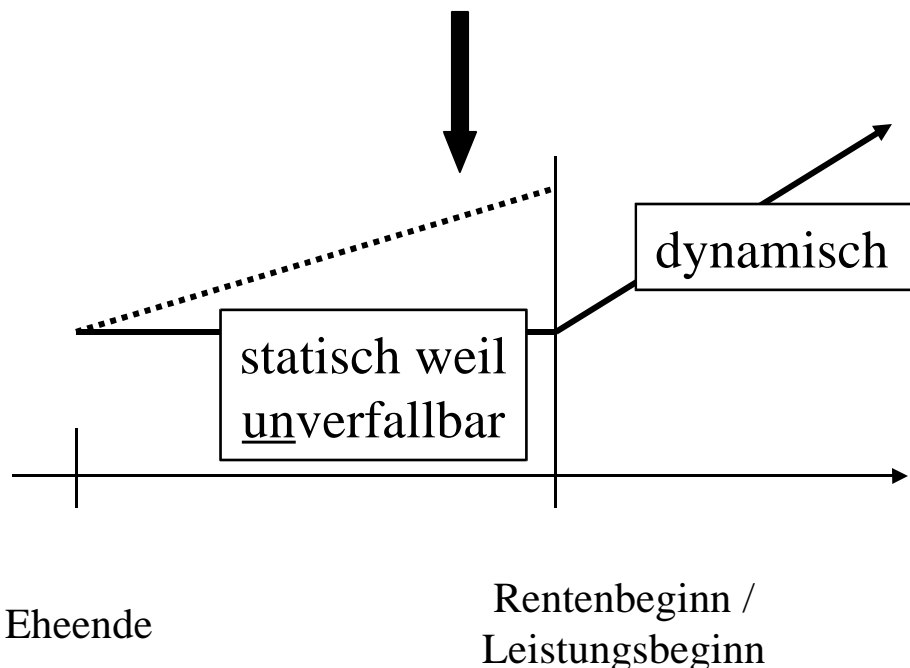 dynamisch
statisch weil
unverfallbar
Eheende
Rentenbeginn /
Leistungsbeginn